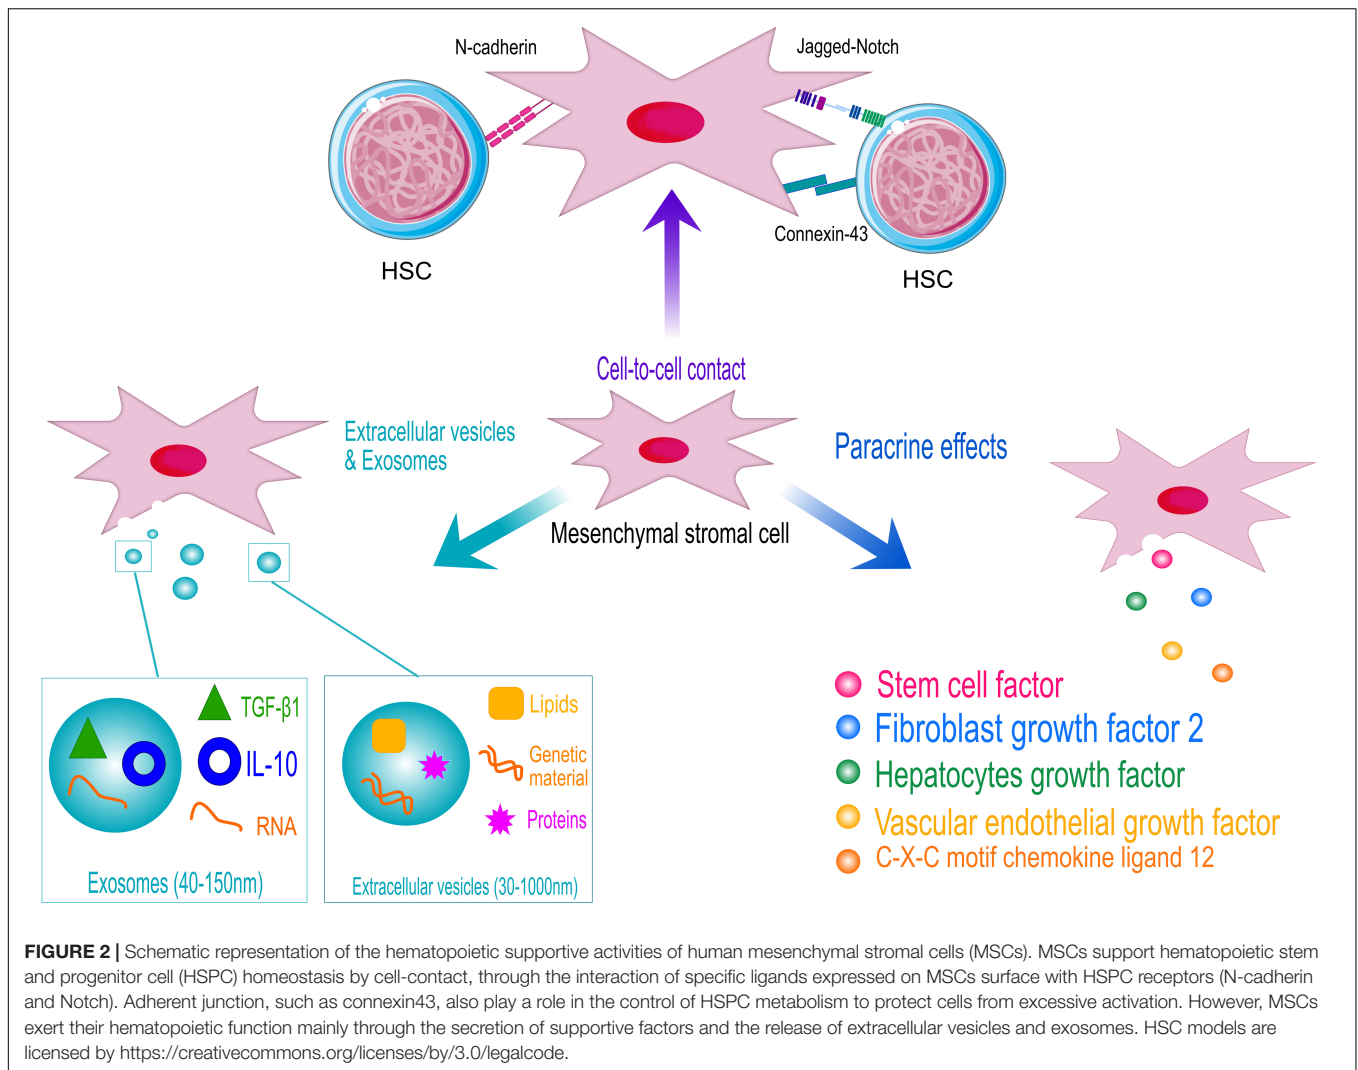 N-cadherin
Jagged-Notch
Connexin-43
HSC
HSC
Cell-to-cell contact
Extracellular vesicles
& Exosomes
Paracrine effects
Mesenchymal stromal cell
TGF-β1
IL-10
RNA
Exosomes (40-150nm)
Lipids
Genetic
material
Proteins
Extracellular vesicles (30-1000nm)
Stem cell factor
Fibroblast growth factor 2
Hepatocytes growth factor
Vascular endothelial growth factor
C-X-C motif chemokine ligand 12
FIGURE 2 | Schematic representation of the hematopoietic supportive activities of human mesenchymal stromal cells (MSCs). MSCs support hematopoietic stem
and progenitor cell (HSPC) homeostasis by cell-contact, through the interaction of specific ligands expressed on MSCs surface with HSPC receptors (N-cadherin
and Notch). Adherent junction, such as connexin43, also play a role in the control of HSPC metabolism to protect cells from excessive activation. However, MSCs
exert their hematopoietic function mainly through the secretion of supportive factors and the release of extracellular vesicles and exosomes. HSC models are
licensed by https://creativecommons.org/licenses/by/3.0/legalcode.